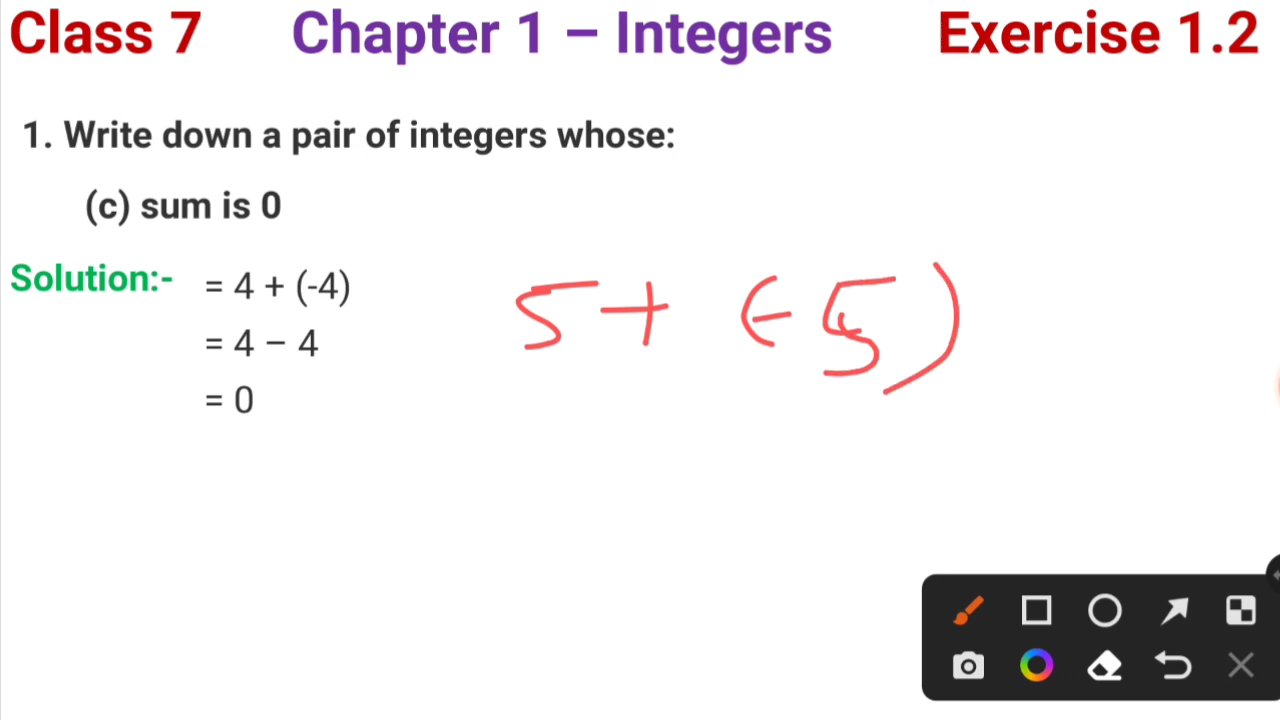 Class 7 Chapter 1 – Integers Exercise 1.2
1. Write down a pair of integers whose:
(c) sum is 0
Solution:- = 4 + (-4)
= 4 – 4
= 0
5 + (-5)